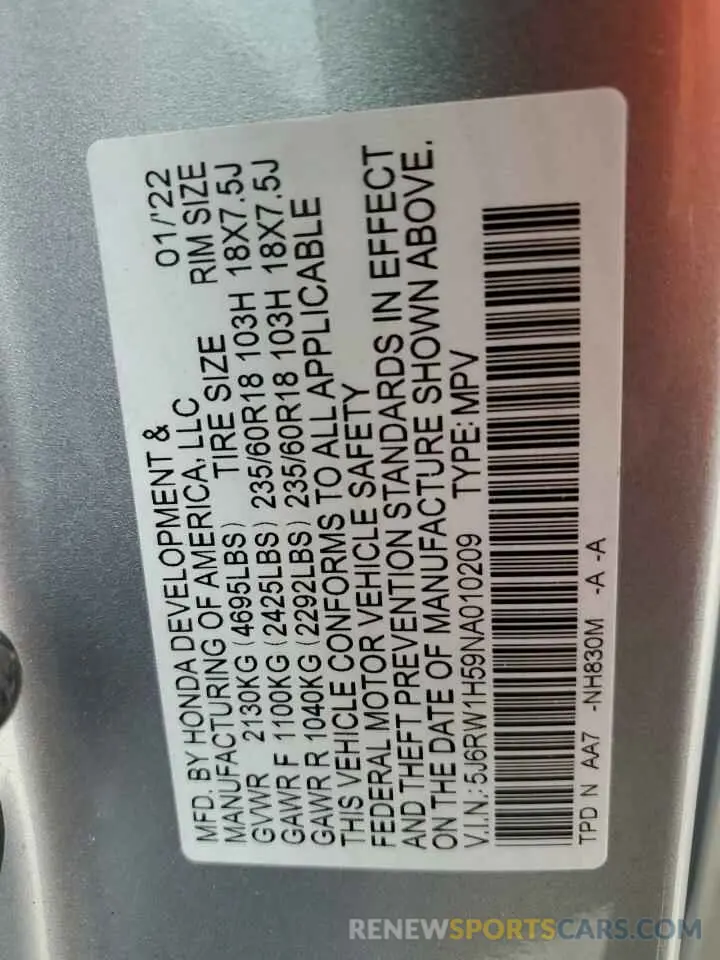 MFD. BY HONDA DEVELOPMENT & 01/'22
MANUFACTURING OF AMERICA, LLC RIM SIZE
GVWR 2130KG (4695LBS) TIRE SIZE
GAWR F 1100KG (2425LBS) 235/60R18 103H 18X7.5J
GAWR R 1040KG (2292LBS) 235/60R18 103H 18X7.5J
THIS VEHICLE CONFORMS TO ALL APPLICABLE
FEDERAL MOTOR VEHICLE SAFETY
AND THEFT PREVENTION STANDARDS IN EFFECT
ON THE DATE OF MANUFACTURE SHOWN ABOVE.
V.I.N.: 5J6RW1H59NA010209 TYPE: MPV
TPD N AA7 -NH830M -A -A
RENEWSPORTSCARS.COM